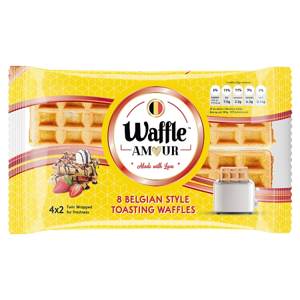 Waffle
AMOUR
Made with Love
8 BELGIAN STYLE
TOASTING WAFFLES
4x2
Twin Wrapped
for Freshness